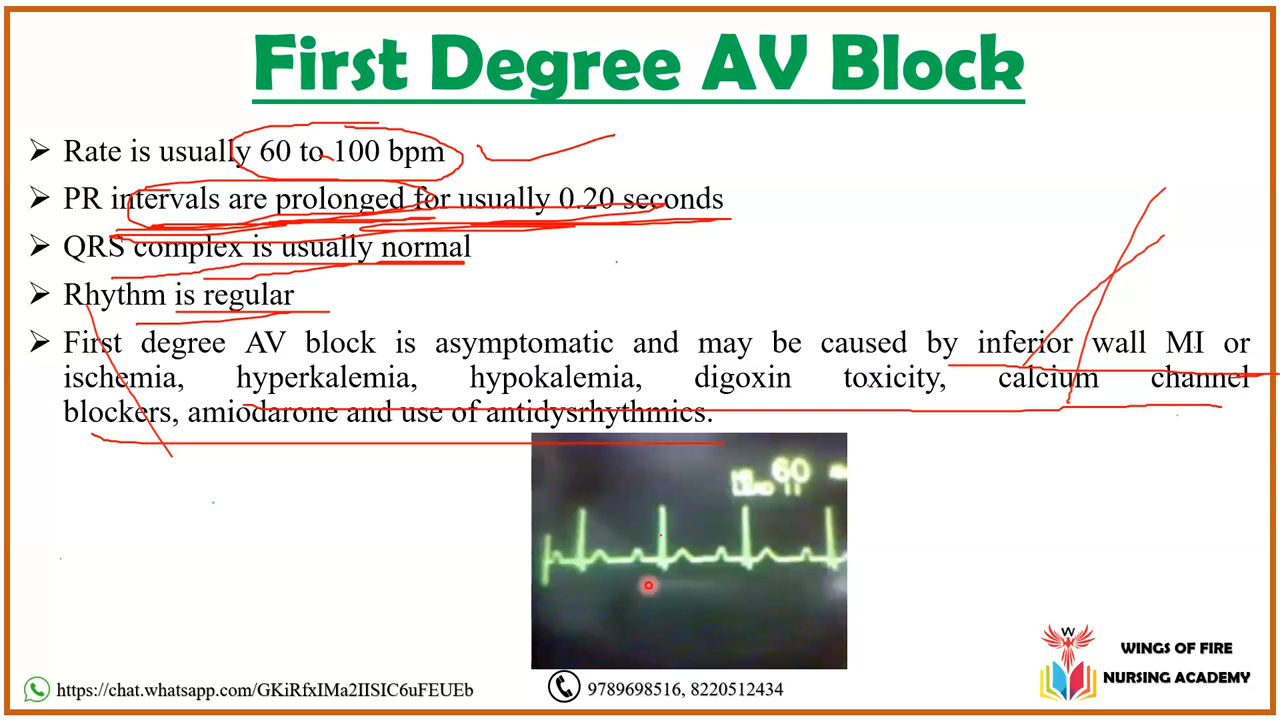 First Degree AV Block
➢ Rate is usually 60 to 100 bpm
➢ PR intervals are prolonged for usually 0.20 seconds
➢ QRS complex is usually normal
➢ Rhythm is regular
➢ First degree AV block is asymptomatic and may be caused by inferior wall MI or
ischemia, hyperkalemia, hypokalemia, digoxin toxicity, calcium channel
blockers, amiodarone and use of antidysrhythmics.
60
W
WINGS OF FIRE
NURSING ACADEMY
https://chat.whatsapp.com/GKiRfxIMa2IISIC6uFEUEb
9789698516, 8220512434